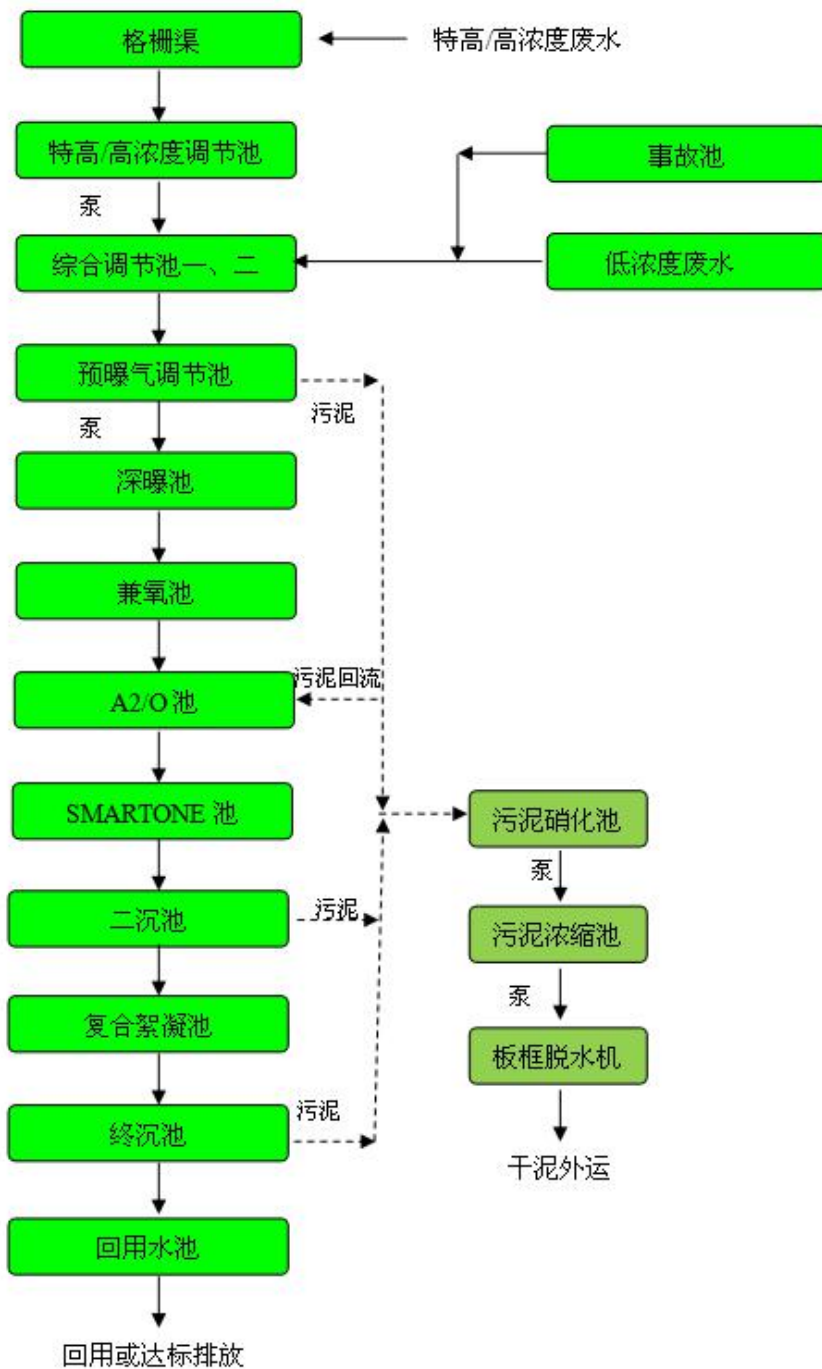 格栅渠
特高/高浓度废水
特高/高浓度调节池
事故池
泵
综合调节池一、二
低浓度废水
预曝气调节池
污泥
泵
深曝池
兼氧池
污泥回流
A2/O 池
SMARTONE 池
污泥硝化池
泵
二沉池
污泥
污泥浓缩池
泵
复合絮凝池
板框脱水机
污泥
终沉池
干泥外运
回用水池
回用或达标排放